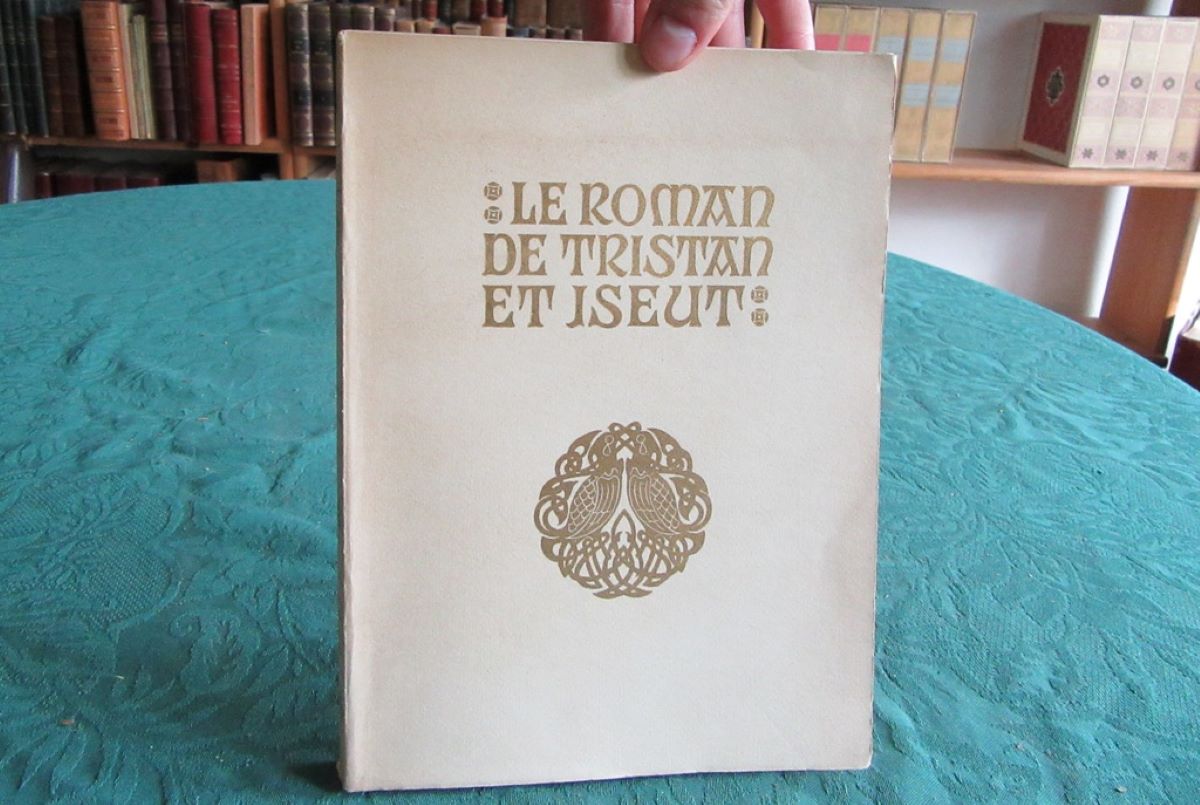 LE ROMAN
DE TRISTAN
ET ISEUT